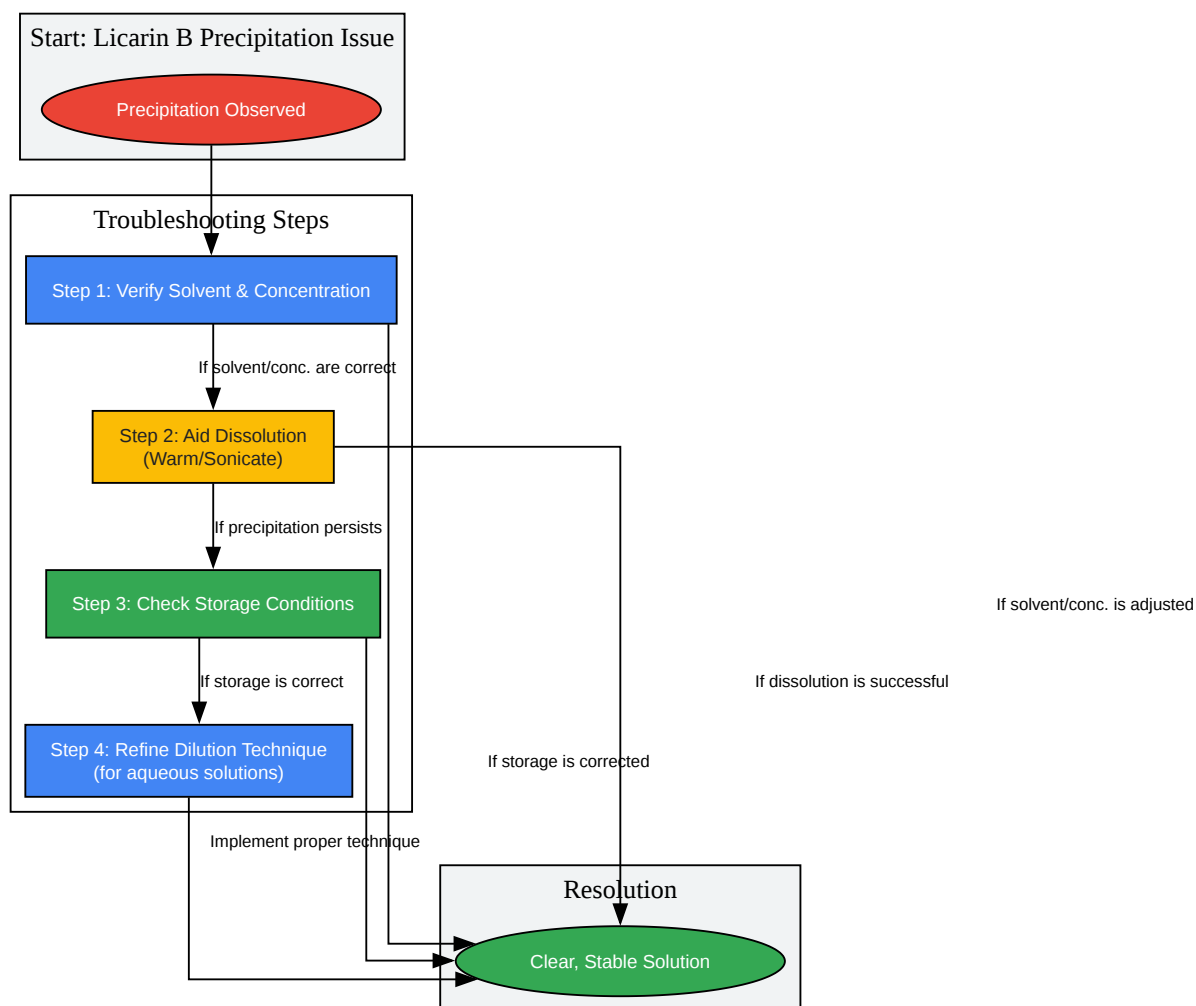 Start: Licarin B Precipitation Issue
Precipitation Observed
Troubleshooting Steps
Step 1: Verify Solvent & Concentration
If solvent/conc. are correct
Step 2: Aid Dissolution
(Warm/Sonicate)
If precipitation persists
Step 3: Check Storage Conditions
If solvent/conc. is adjusted
If storage is correct
If dissolution is successful
Step 4: Refine Dilution Technique
(for aqueous solutions)
If storage is corrected
Implement proper technique
Resolution
Clear, Stable Solution